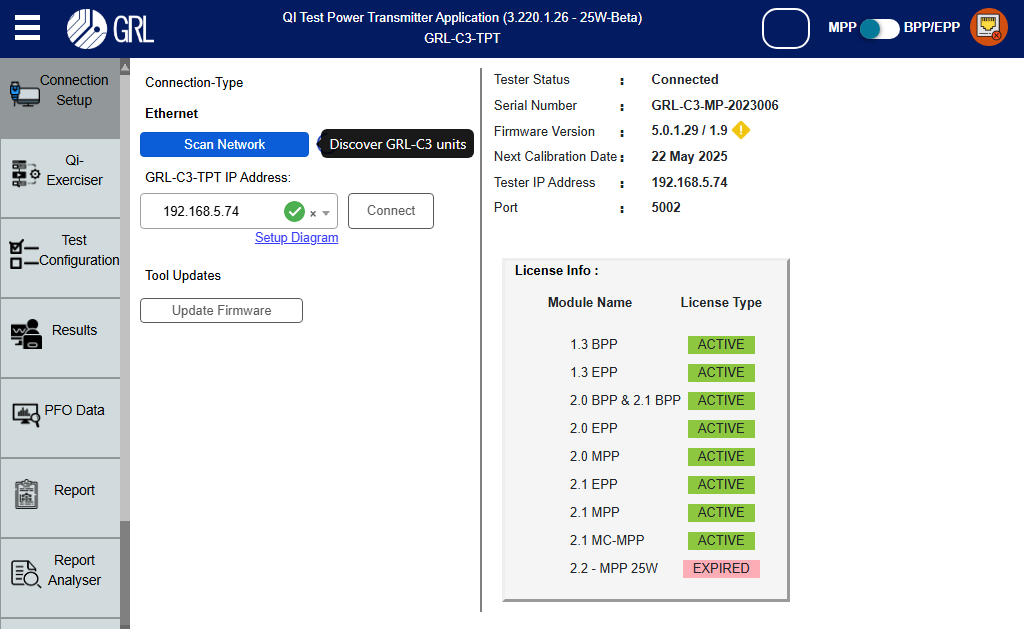 GRL
QI Test Power Transmitter Application (3.220.1.26 - 25W-Beta)
GRL-C3-TPT
MPP BPP/EPP
Connection
Setup
Qi-
Exerciser
Test
Configuration
Results
PFO Data
Report
Report
Analyser
Connection-Type
Ethernet
Scan Network
Discover GRL-C3 units
GRL-C3-TPT IP Address:
192.168.5.74 × Connect
Setup Diagram
Tool Updates
Update Firmware
Tester Status : Connected
Serial Number : GRL-C3-MP-2023006
Firmware Version : 5.0.1.29 / 1.9
Next Calibration Date : 22 May 2025
Tester IP Address : 192.168.5.74
Port : 5002
License Info :
Module Name License Type
1.3 BPP ACTIVE
1.3 EPP ACTIVE
2.0 BPP & 2.1 BPP ACTIVE
2.0 EPP ACTIVE
2.0 MPP ACTIVE
2.1 EPP ACTIVE
2.1 MPP ACTIVE
2.1 MC-MPP ACTIVE
2.2 - MPP 25W EXPIRED